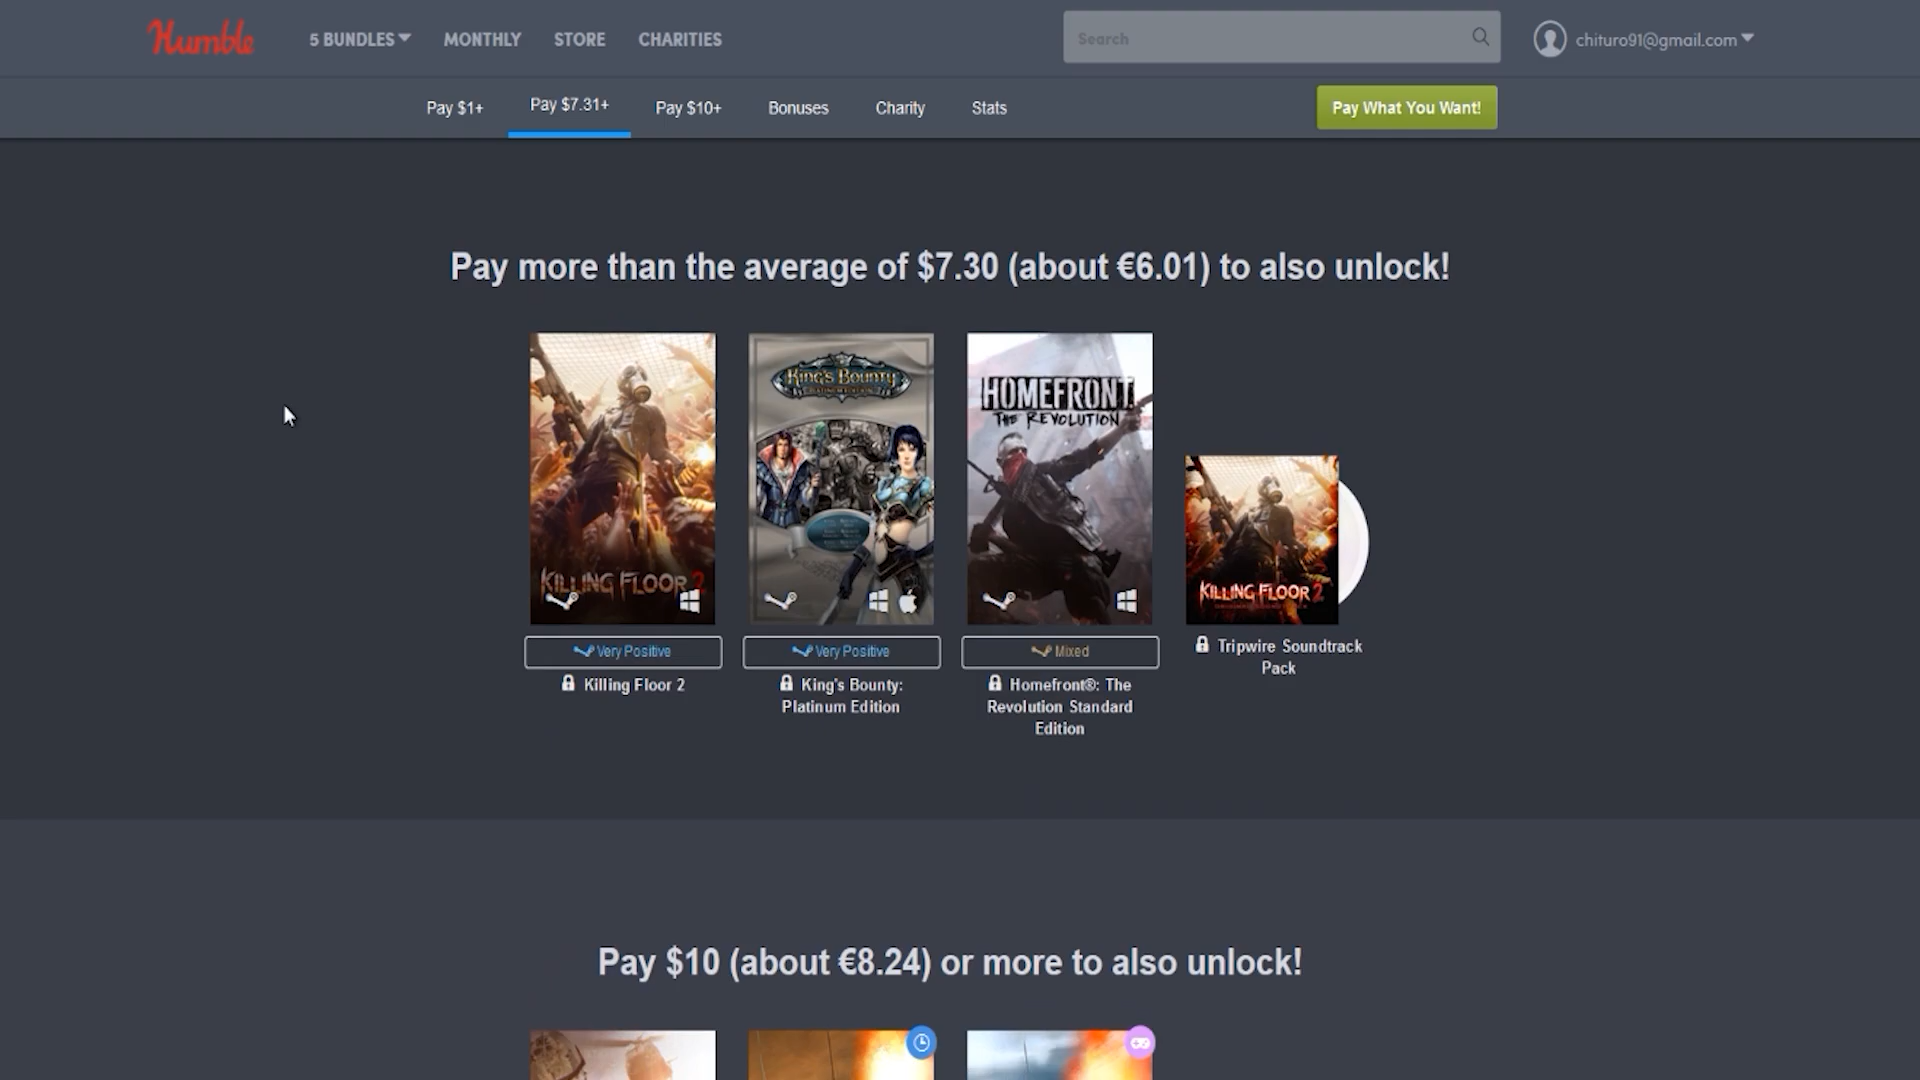 Humble
5 BUNDLES
MONTHLY
STORE
CHARITIES
Search
chituro91@gmail.com
Pay $1+
Pay $7.31+
Pay $10+
Bonuses
Charity
Stats
Pay What You Want!
Pay more than the average of $7.30 (about €6.01) to also unlock!
KILLING FLOOR 2
King's Bounty
HOMEFRONT
THE REVOLUTION
KILLING FLOOR 2
Very Positive
Very Positive
Mixed
Tripwire Soundtrack
Pack
Killing Floor 2
King's Bounty:
Platinum Edition
Homefront®: The
Revolution Standard
Edition
Pay $10 (about €8.24) or more to also unlock!